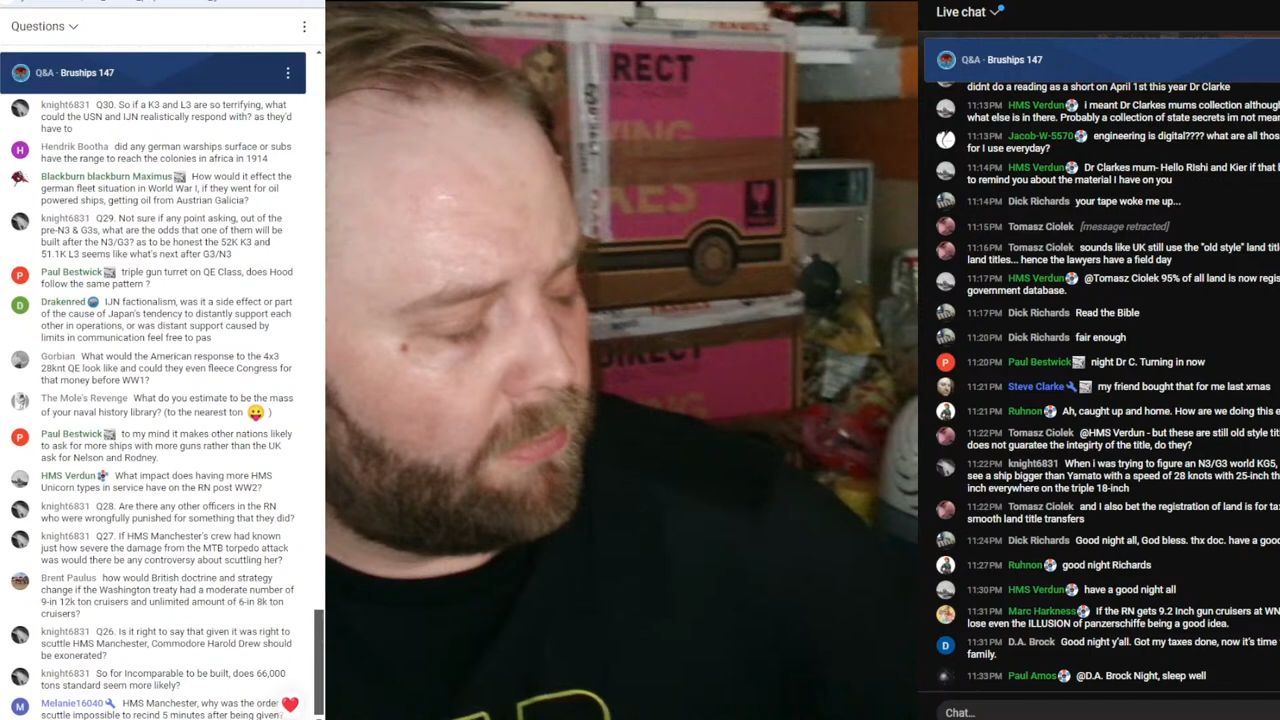 Questions
Q&A · Bruships 147
knight6831 Q30. So if a K3 and L3 are so terrifying, what
could the USN and IJN realistically respond with? as they'd
have to
Hendrik Bootha did any german warships surface or subs
have the range to reach the colonies in africa in 1914
Blackburn blackburn Maximus How would it effect the
german fleet situation in World War I, if they went for oil
powered ships, getting oil from Austrian Galicia?
knight6831 Q29. Not sure if any point asking, out of the
pre-N3 & G3s, what are the odds that one of them will be
built after the N3/G3? as to be honest the 52K K3 and
51.1K L3 seems like what's next after G3/N3
Paul Bestwick triple gun turret on QE Class, does Hood
follow the same pattern ?
Drakenred IJN factionalism, was it a side effect or part
of the cause of Japan's tendency to distantly support each
other in operations, or was distant support caused by
limits in communication feel free to pas
Gorbian What would the American response to the 4x3
28knt QE look like and could they even fleece Congress for
that money before WW1?
The Mole's Revenge What do you estimate to be the mass
of your naval history library? (to the nearest ton 😛 )
Paul Bestwick to my mind it makes other nations likely
to ask for more ships with more guns rather than the UK
ask for Nelson and Rodney.
HMS Verdun What impact does having more HMS
Unicorn types in service have on the RN post WW2?
knight6831 Q28. Are there any other officers in the RN
who were wrongfully punished for something that they did?
knight6831 Q27. If HMS Manchester's crew had known
just how severe the damage from the MTB torpedo attack
was would there be any controversy about scuttling her?
Brent Paulus how would British doctrine and strategy
change if the Washington treaty had a moderate number of
9-in 12k ton cruisers and unlimited amount of 6-in 8k ton
cruisers?
knight6831 Q26. Is it right to say that given it was right to
scuttle HMS Manchester, Commodore Harold Drew should
be exonerated?
knight6831 So for Incomparable to be built, does 66,000
tons standard seem more likely?
Melanie16040 HMS Manchester, why was the order
scuttle impossible to recind 5 minutes after being given
RECT
DIRECT
Live chat
Q&A · Bruships 147
didnt do a reading as a short on April 1st this year Dr Clarke
11:13PM HMS Verdun i meant Dr Clarkes mums collection although
what else is in there. Probably a collection of state secrets im not
11:13PM Jacob-W-5570 engineering is digital???? what are all
for I use everyday?
11:14PM HMS Verdun Dr Clarkes mum- Hello RIshi and Kier if that
to remind you about the material I have on you
11:14PM Dick Richards your tape woke me up...
11:15PM Tomasz Ciolek [message retracted]
11:16PM Tomasz Ciolek sounds like UK still use the "old style" land
land titles... hence the lawyers have a field day
11:17PM HMS Verdun @Tomasz Ciolek 95% of all land is now
government database.
11:17PM Dick Richards Read the Bible
11:20PM Dick Richards fair enough
11:20PM Paul Bestwick night Dr C. Turning in now
11:21PM Steve Clarke my friend bought that for me last xmas
11:21PM Ruhnon Ah, caught up and home. How are we doing this
11:22PM Tomasz Ciolek @HMS Verdun - but these are still old style
does not guaratee the integirty of the title, do they?
11:22PM knight6831 When i was trying to figure an N3/G3 world KG5,
see a ship bigger than Yamato with a speed of 28 knots with 25-inch
inch everywhere on the triple 18-inch
11:22PM Tomasz Ciolek and I also bet the registration of land is for
smooth land title transfers
11:24PM Dick Richards Good night all, God bless. thx doc. have a
11:27PM Ruhnon good night Richards
11:30PM HMS Verdun have a good night all
11:31PM Marc Harkness If the RN gets 9.2 Inch gun cruisers at
lose even the ILLUSION of panzerschiffe being a good idea.
11:31PM D.A. Brock Good night y'all. Got my taxes done, now it's time
family.
11:33PM Paul Amos @D.A. Brock Night, sleep well
Chat...